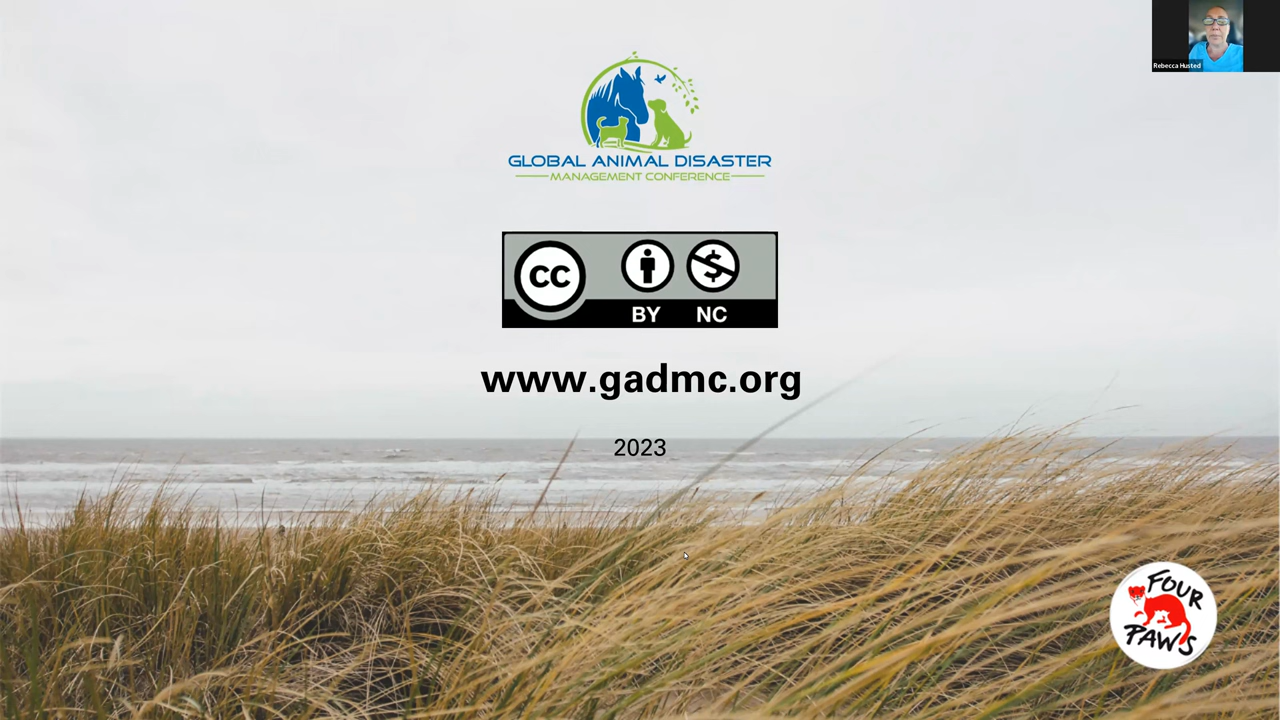 Rebecca Husted
GLOBAL ANIMAL DISASTER
MANAGEMENT CONFERENCE
CC
BY NC
www.gadmc.org
2023
FOUR
PAWS